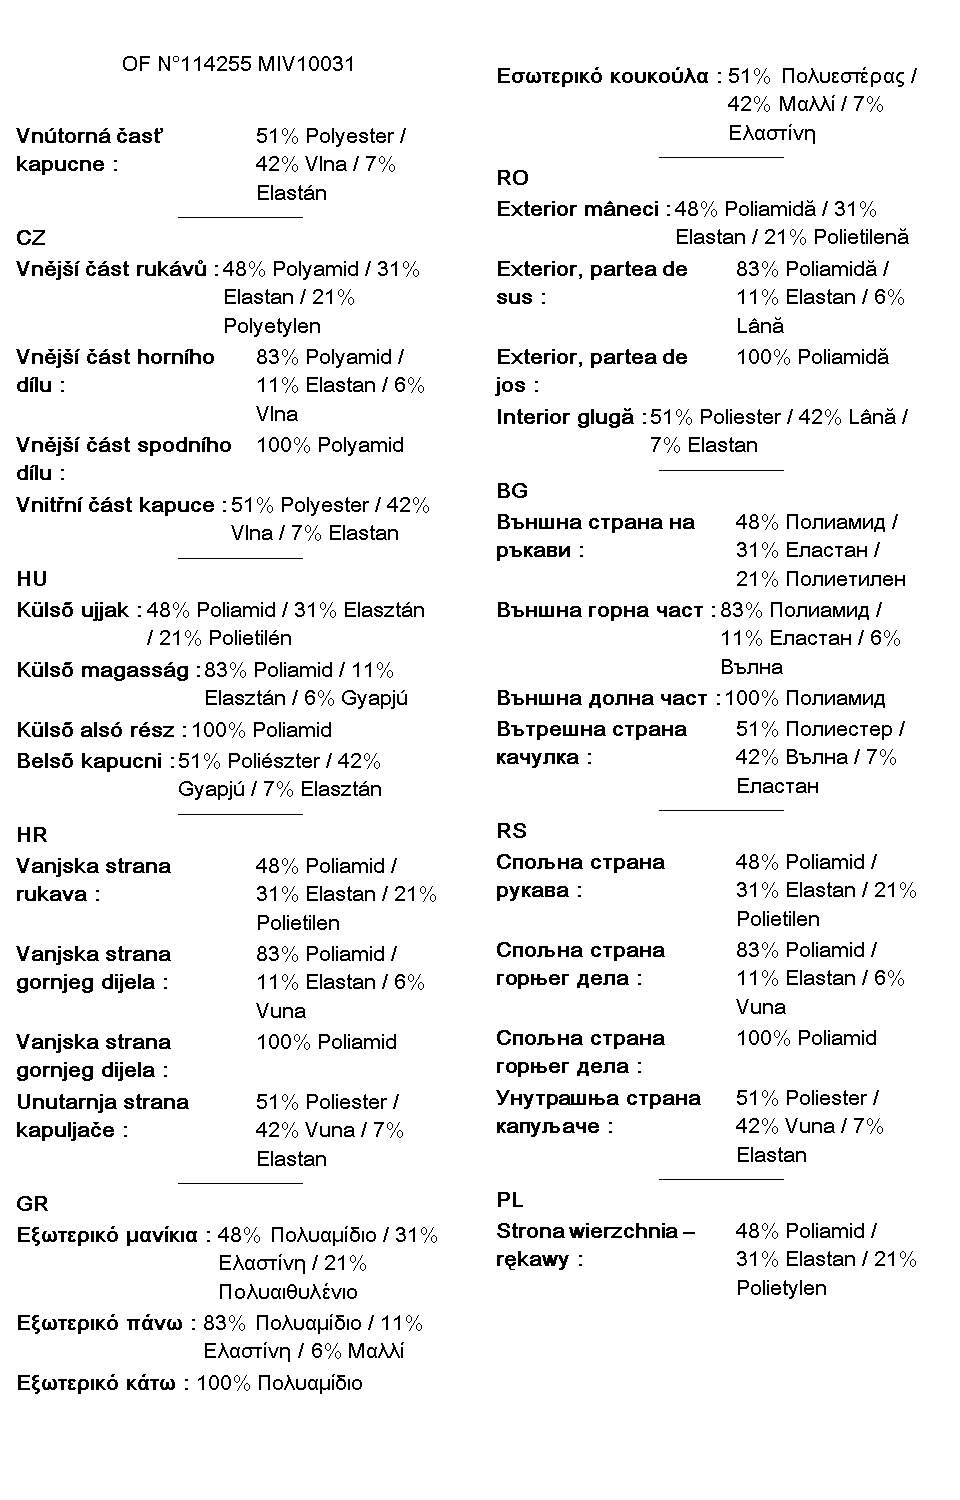 OF N°114255 MIV10031
Vnútorná časť 51% Polyester /
kapucne : 42% Vlna / 7%
Elastán
CZ
Vnější část rukávů : 48% Polyamid / 31%
Elastan / 21%
Polyetylen
Vnější část horního 83% Polyamid /
dílu : 11% Elastan / 6%
Vlna
Vnější část spodního 100% Polyamid
dílu :
Vnitřní část kapuce : 51% Polyester / 42%
Vlna / 7% Elastan
HU
Külső ujjak : 48% Poliamid / 31% Elasztán
/ 21% Polietilén
Külső magasság : 83% Poliamid / 11%
Elasztán / 6% Gyapjú
Külső alsó rész : 100% Poliamid
Belső kapucni : 51% Poliészter / 42%
Gyapjú / 7% Elasztán
HR
Vanjska strana 48% Poliamid /
rukava : 31% Elastan / 21%
Polietilen
Vanjska strana 83% Poliamid /
gornjeg dijela : 11% Elastan / 6%
Vuna
Vanjska strana 100% Poliamid
gornjeg dijela :
Unutarnja strana 51% Poliester /
kapuljače : 42% Vuna / 7%
Elastan
GR
Εξωτερικό μανίκια : 48% Πολυαμίδιο / 31%
Ελαστίνη / 21%
Πολυαιθυλένιο
Εξωτερικό πάνω : 83% Πολυαμίδιο / 11%
Ελαστίνη / 6% Μαλλί
Εξωτερικό κάτω : 100% Πολυαμίδιο
Εσωτερικό κουκούλα : 51% Πολυεστέρας /
42% Μαλλί / 7%
Ελαστίνη
RO
Exterior mâneci : 48% Poliamidă / 31%
Elastan / 21% Polietilenă
Exterior, partea de 83% Poliamidă /
sus : 11% Elastan / 6%
Lână
Exterior, partea de 100% Poliamidă
jos :
Interior glugă : 51% Poliester / 42% Lână /
7% Elastan
BG
Външна страна на 48% Полиамид /
ръкави : 31% Еластан /
21% Полиетилен
Външна горна част : 83% Полиамид /
11% Еластан / 6%
Вълна
Външна долна част : 100% Полиамид
Вътрешна страна 51% Полиестер /
качулка : 42% Вълна / 7%
Еластан
RS
Спољна страна 48% Poliamid /
рукава : 31% Elastan / 21%
Polietilen
Спољна страна 83% Poliamid /
горњег дела : 11% Elastan / 6%
Vuna
Спољна страна 100% Poliamid
горњег дела :
Унутрашња страна 51% Poliester /
капуљаче : 42% Vuna / 7%
Elastan
PL
Strona wierzchnia – 48% Poliamid /
rękawy : 31% Elastan / 21%
Polietylen